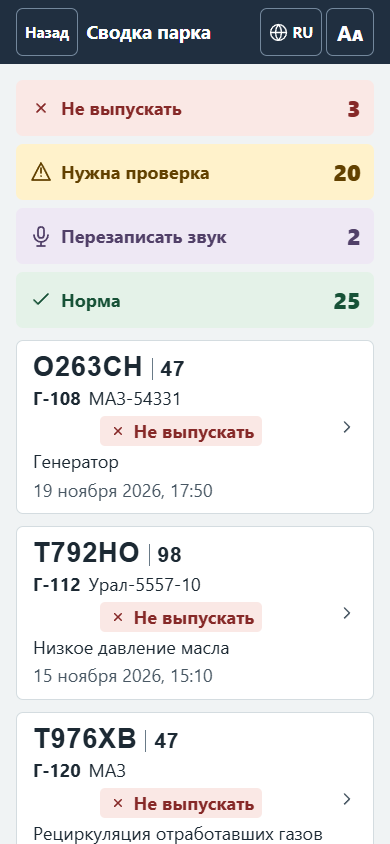 Назад Сводка парка RU Aa
Не выпускать 3
Нужна проверка 20
Перезаписать звук 2
Норма 25
О263СН | 47
Г-108 МАЗ-54331
Не выпускать
Генератор
19 ноября 2026, 17:50
Т792НО | 98
Г-112 Урал-5557-10
Не выпускать
Низкое давление масла
15 ноября 2026, 15:10
Т976ХВ | 47
Г-120 МАЗ
Не выпускать
Рециркуляция отработавших газов